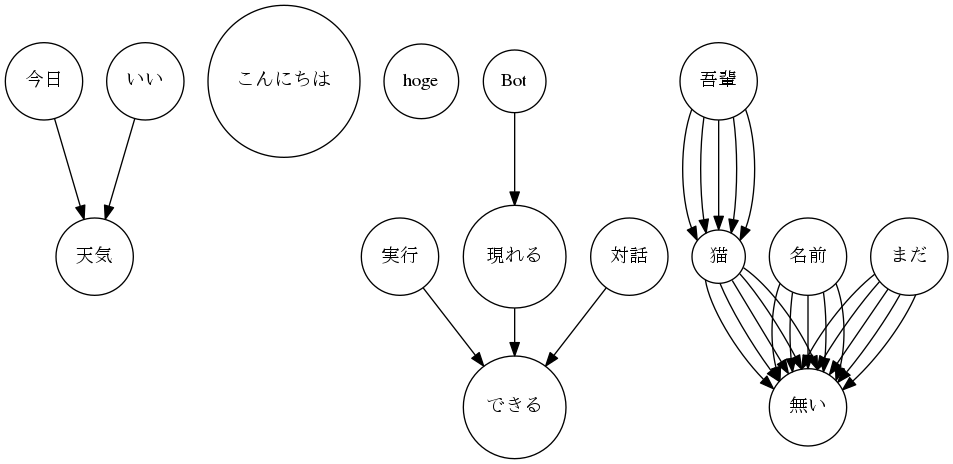 今日
いい
こんにちは
hoge
Bot
吾輩
天気
実行
現れる
対話
猫
名前
まだ
できる
無い